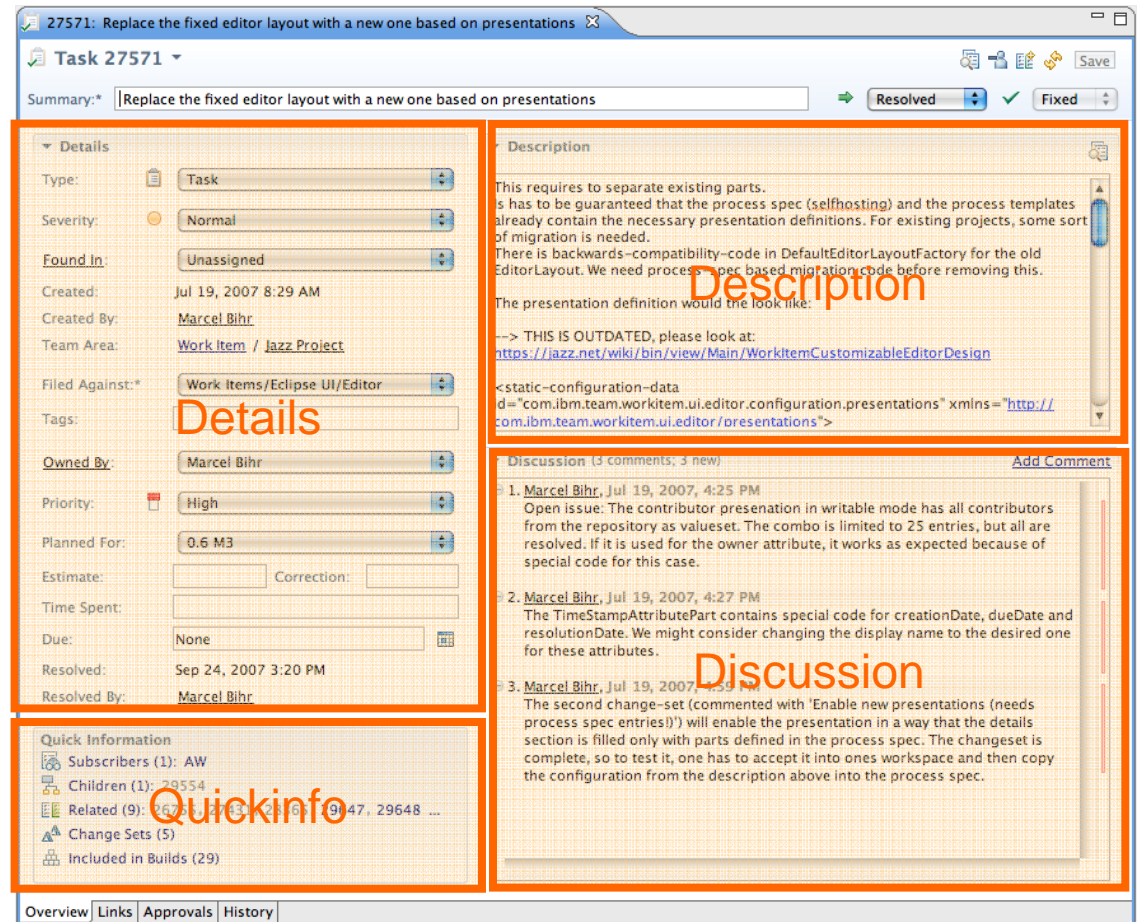 27571: Replace the fixed editor layout with a new one based on presentations
Task 27571
Save
Summary:* Replace the fixed editor layout with a new one based on presentations
Resolved
Fixed
Details
Type: Task
Severity: Normal
Found In: Unassigned
Created: Jul 19, 2007 8:29 AM
Created By: Marcel Bihr
Team Area: Work Item / Jazz Project
Filed Against:* Work Items/Eclipse UI/Editor
Details
Tags:
Owned By: Marcel Bihr
Priority: High
Planned For: 0.6 M3
Estimate: Correction:
Time Spent:
Due: None
Resolved: Sep 24, 2007 3:20 PM
Resolved By: Marcel Bihr
Quick Information
Subscribers (1): AW
Children (1): 29554
Quickinfo
Related (9): 29647, 29648 ...
Change Sets (5)
Included in Builds (29)
Description
This requires to separate existing parts.
Is has to be guaranteed that the process spec (selfhosting) and the process templates
already contain the necessary presentation definitions. For existing projects, some sort
of migration is needed.
There is backwards-compatibility-code in DefaultEditorLayoutFactory for the old
EditorLayout. We need process-spec based migration code before removing this.
Description
The presentation definition would the look like:
--> THIS IS OUTDATED, please look at:
https://jazz.net/wiki/bin/view/Main/WorkItemCustomizableEditorDesign
<static-configuration-data
id="com.ibm.team.workitem.ui.editor.configuration.presentations" xmlns="http://
com.ibm.team.workitem.ui.editor/presentations">
Discussion (3 comments; 3 new) Add Comment
1. Marcel Bihr, Jul 19, 2007, 4:25 PM
Open issue: The contributor presenation in writable mode has all contributors
from the repository as valueset. The combo is limited to 25 entries, but all are
resolved. If it is used for the owner attribute, it works as expected because of
special code for this case.
2. Marcel Bihr, Jul 19, 2007, 4:27 PM
The TimeStampAttributePart contains special code for creationDate, dueDate and
resolutionDate. We might consider changing the display name to the desired one
for these attributes.
Discussion
3. Marcel Bihr, Jul 19, 2007, 4:59 PM
The second change-set (commented with 'Enable new presentations (needs
process spec entries!)') will enable the presentation in a way that the details
section is filled only with parts defined in the process spec. The changeset is
complete, so to test it, one has to accept it into ones workspace and then copy
the configuration from the description above into the process spec.
Overview Links Approvals History